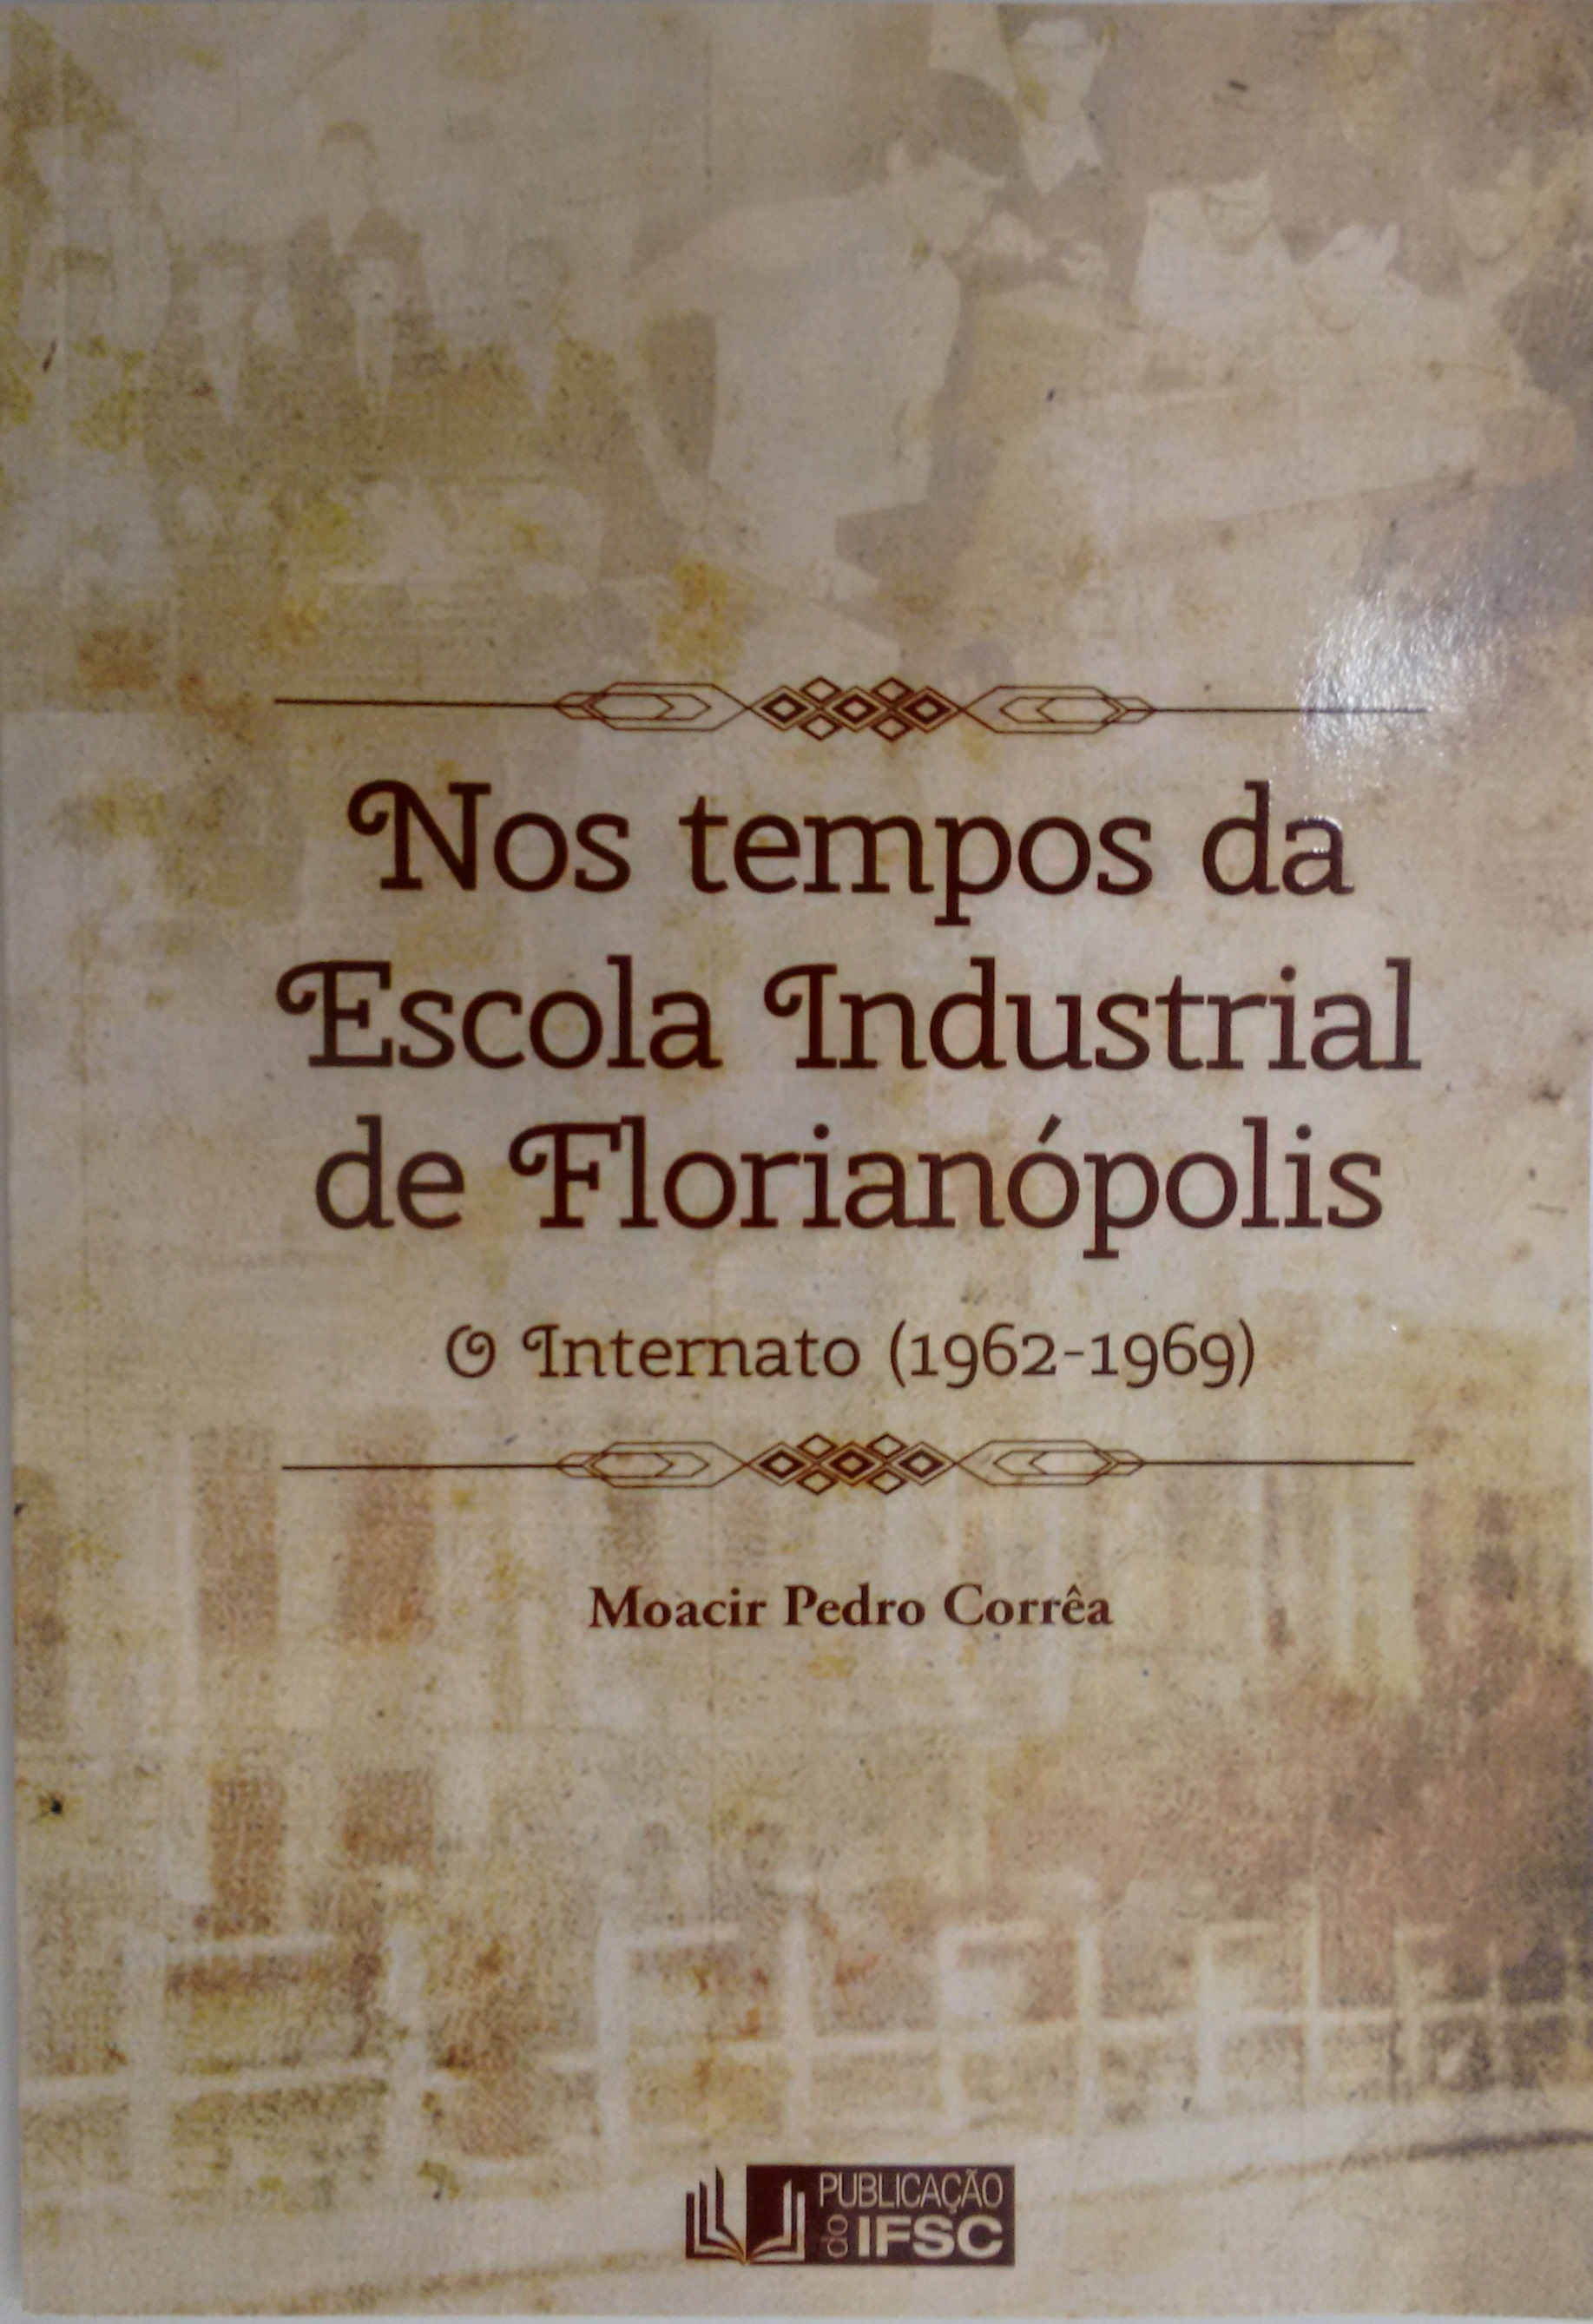 Nos tempos da
Escola Industrial
de Florianópolis
O Internato (1962-1969)
Moacir Pedro Corrêa
PUBLICAÇÃO
do IFSC